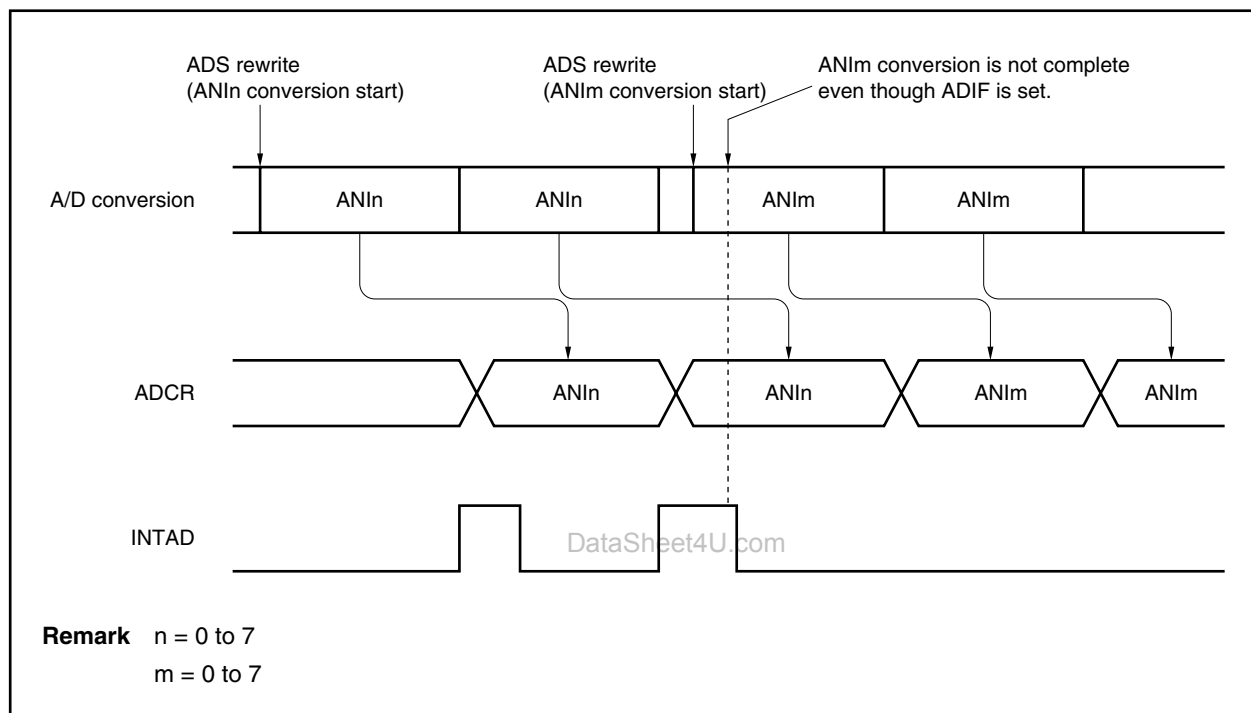 ADS rewrite
(ANIn conversion start)
ADS rewrite
(ANIm conversion start)
ANIm conversion is not complete
even though ADIF is set.
A/D conversion
ANIn
ANIn
ANIm
ANIm
ADCR
ANIn
ANIn
ANIm
ANIm
INTAD
DataSheet4U.com
Remark n = 0 to 7
m = 0 to 7